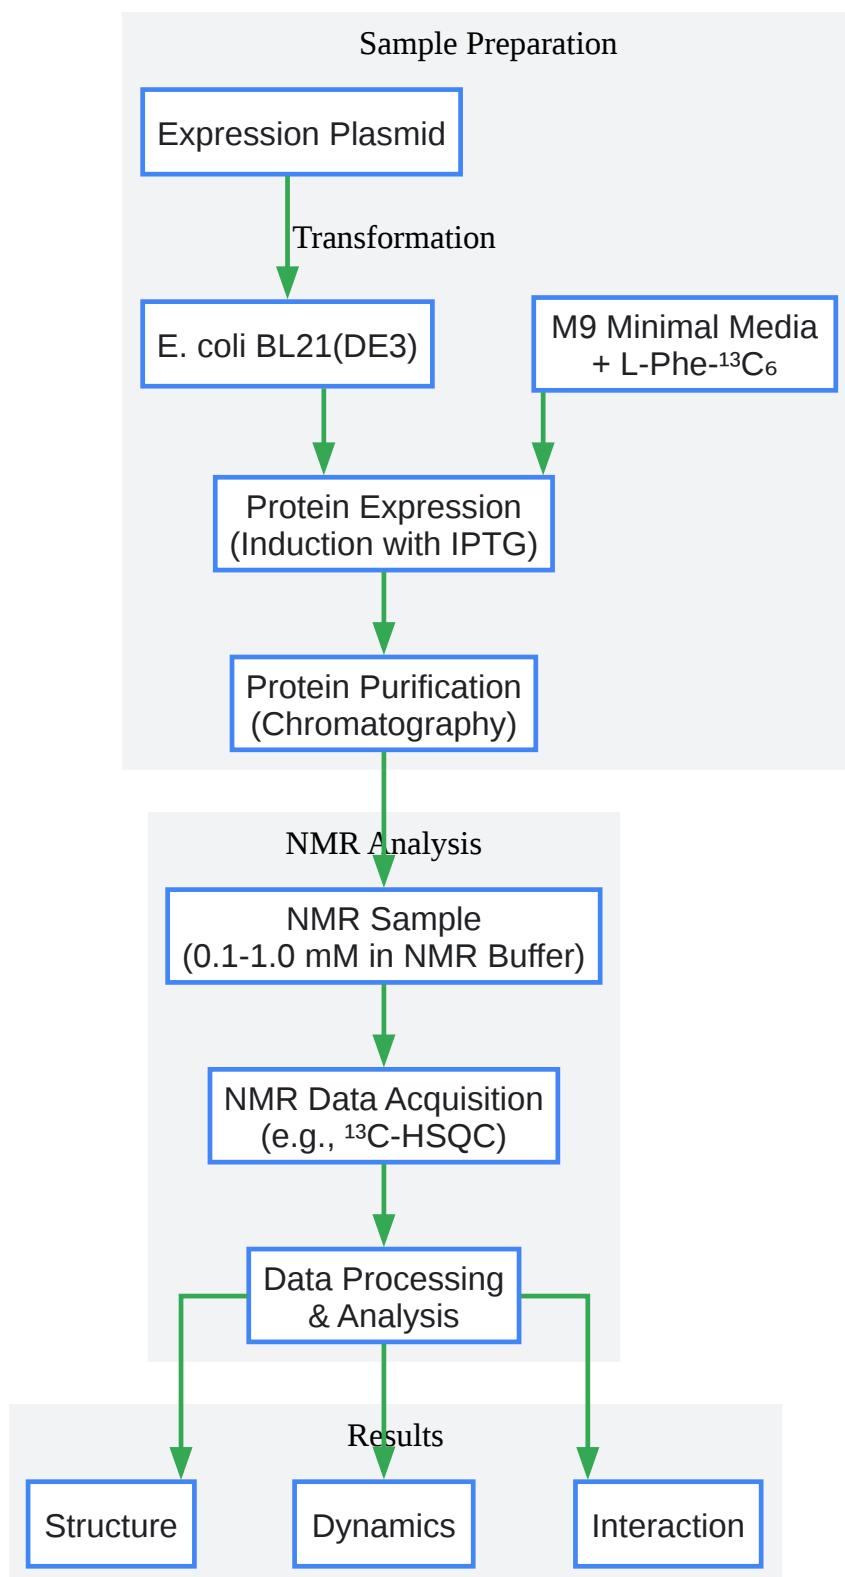 Sample Preparation
Expression Plasmid
Transformation
E. coli BL21(DE3)
M9 Minimal Media
+ L-Phe-¹³C₆
Protein Expression
(Induction with IPTG)
Protein Purification
(Chromatography)
NMR Analysis
NMR Sample
(0.1-1.0 mM in NMR Buffer)
NMR Data Acquisition
(e.g., ¹³C-HSQC)
Data Processing
& Analysis
Results
Structure
Dynamics
Interaction